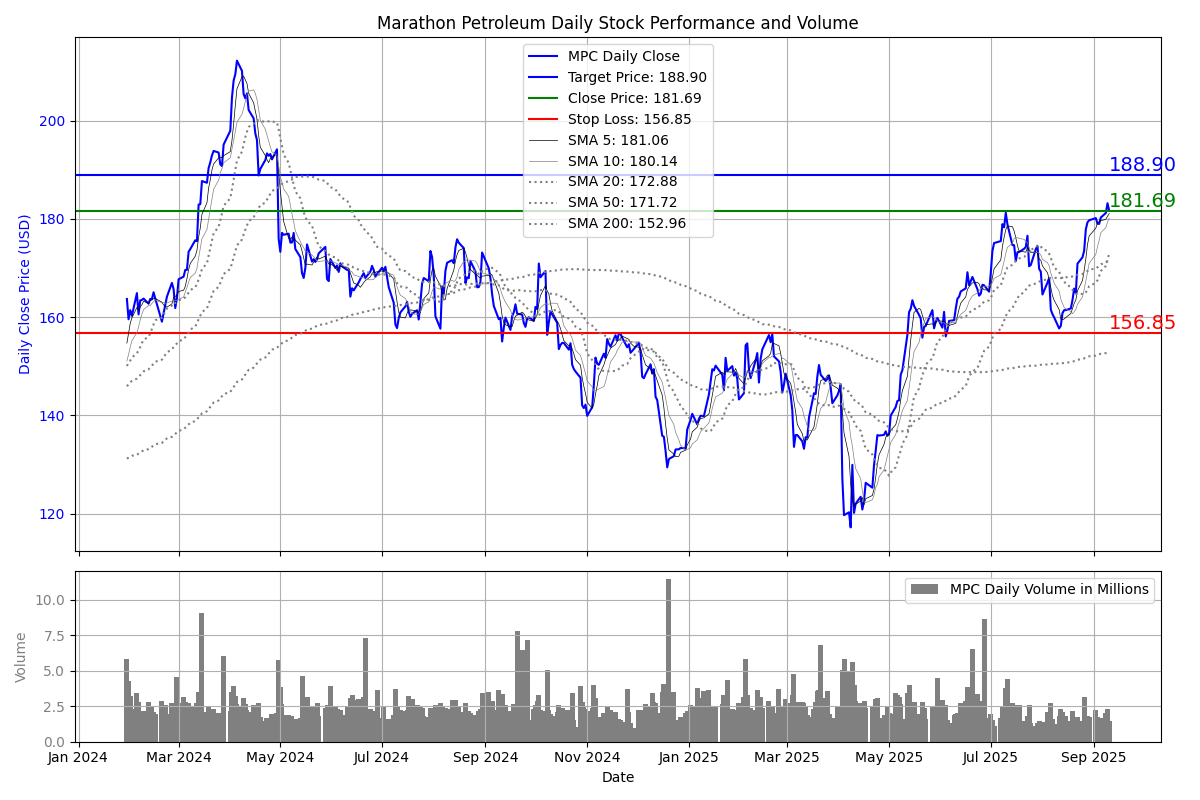 Marathon Petroleum Daily Stock Performance and Volume
MPC Daily Close
Target Price: 188.90
Close Price: 181.69
Stop Loss: 156.85
SMA 5: 181.06
SMA 10: 180.14
SMA 20: 172.88
SMA 50: 171.72
SMA 200: 152.96
188.90
181.69
156.85
Daily Close Price (USD)
200
180
160
140
120
MPC Daily Volume in Millions
Volume
10.0
7.5
5.0
2.5
0.0
Jan 2024 Mar 2024 May 2024 Jul 2024 Sep 2024 Nov 2024 Jan 2025 Mar 2025 May 2025 Jul 2025 Sep 2025
Date